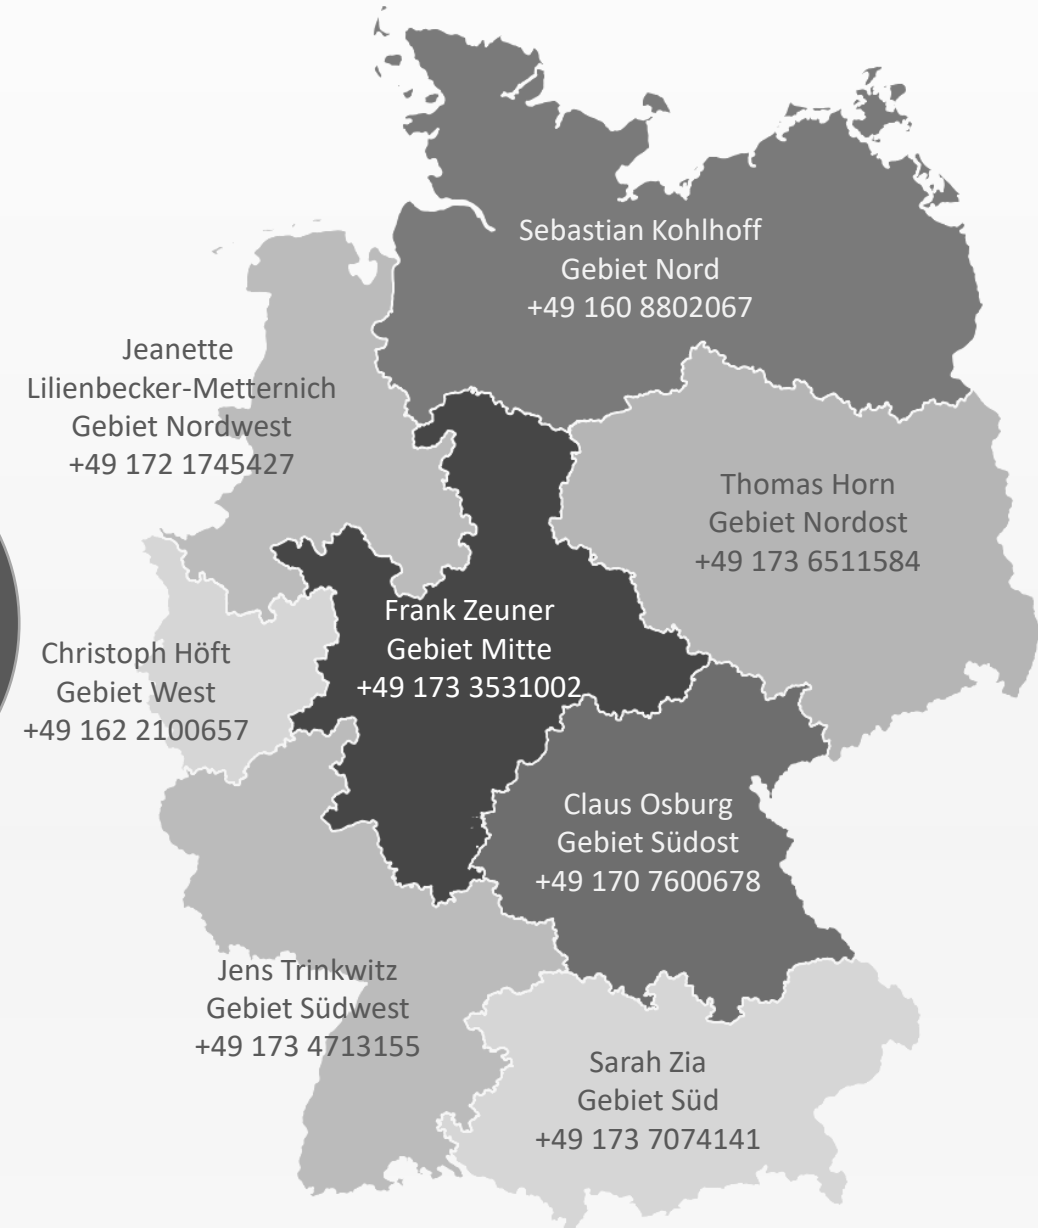 Sebastian Kohlhoff
Gebiet Nord
+49 160 8802067
Jeanette
Lilienbecker-Metternich
Gebiet Nordwest
+49 172 1745427
Thomas Horn
Gebiet Nordost
+49 173 6511584
Frank Zeuner
Gebiet Mitte
+49 173 3531002
Christoph Höft
Gebiet West
+49 162 2100657
Claus Osburg
Gebiet Südost
+49 170 7600678
Jens Trinkwitz
Gebiet Südwest
+49 173 4713155
Sarah Zia
Gebiet Süd
+49 173 7074141